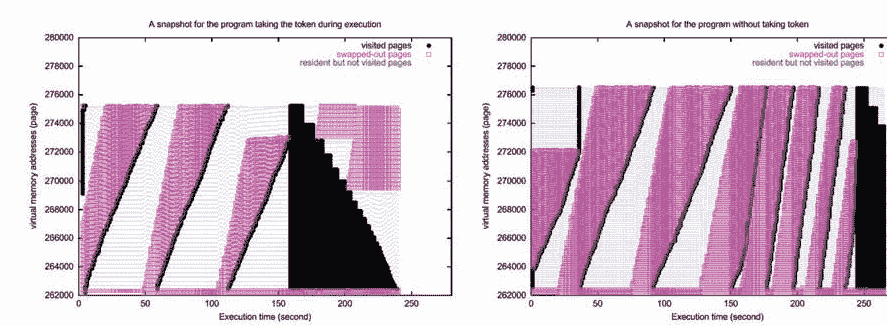 A snapshot for the program taking the token during execution
280000
278000
276000
274000
272000
270000
268000
266000
264000
262000
virtual memory addresses (page)
visited pages
swapped-out pages
resident but not visited pages
0 50 100 150 200 250
Execution time (second)
A snapshot for the program without taking token
280000
278000
276000
274000
272000
270000
268000
266000
264000
262000
virtual memory addresses (page)
visited pages
swapped-out pages
resident but not visited pages
0 50 100 150 200 250
Execution time (second)